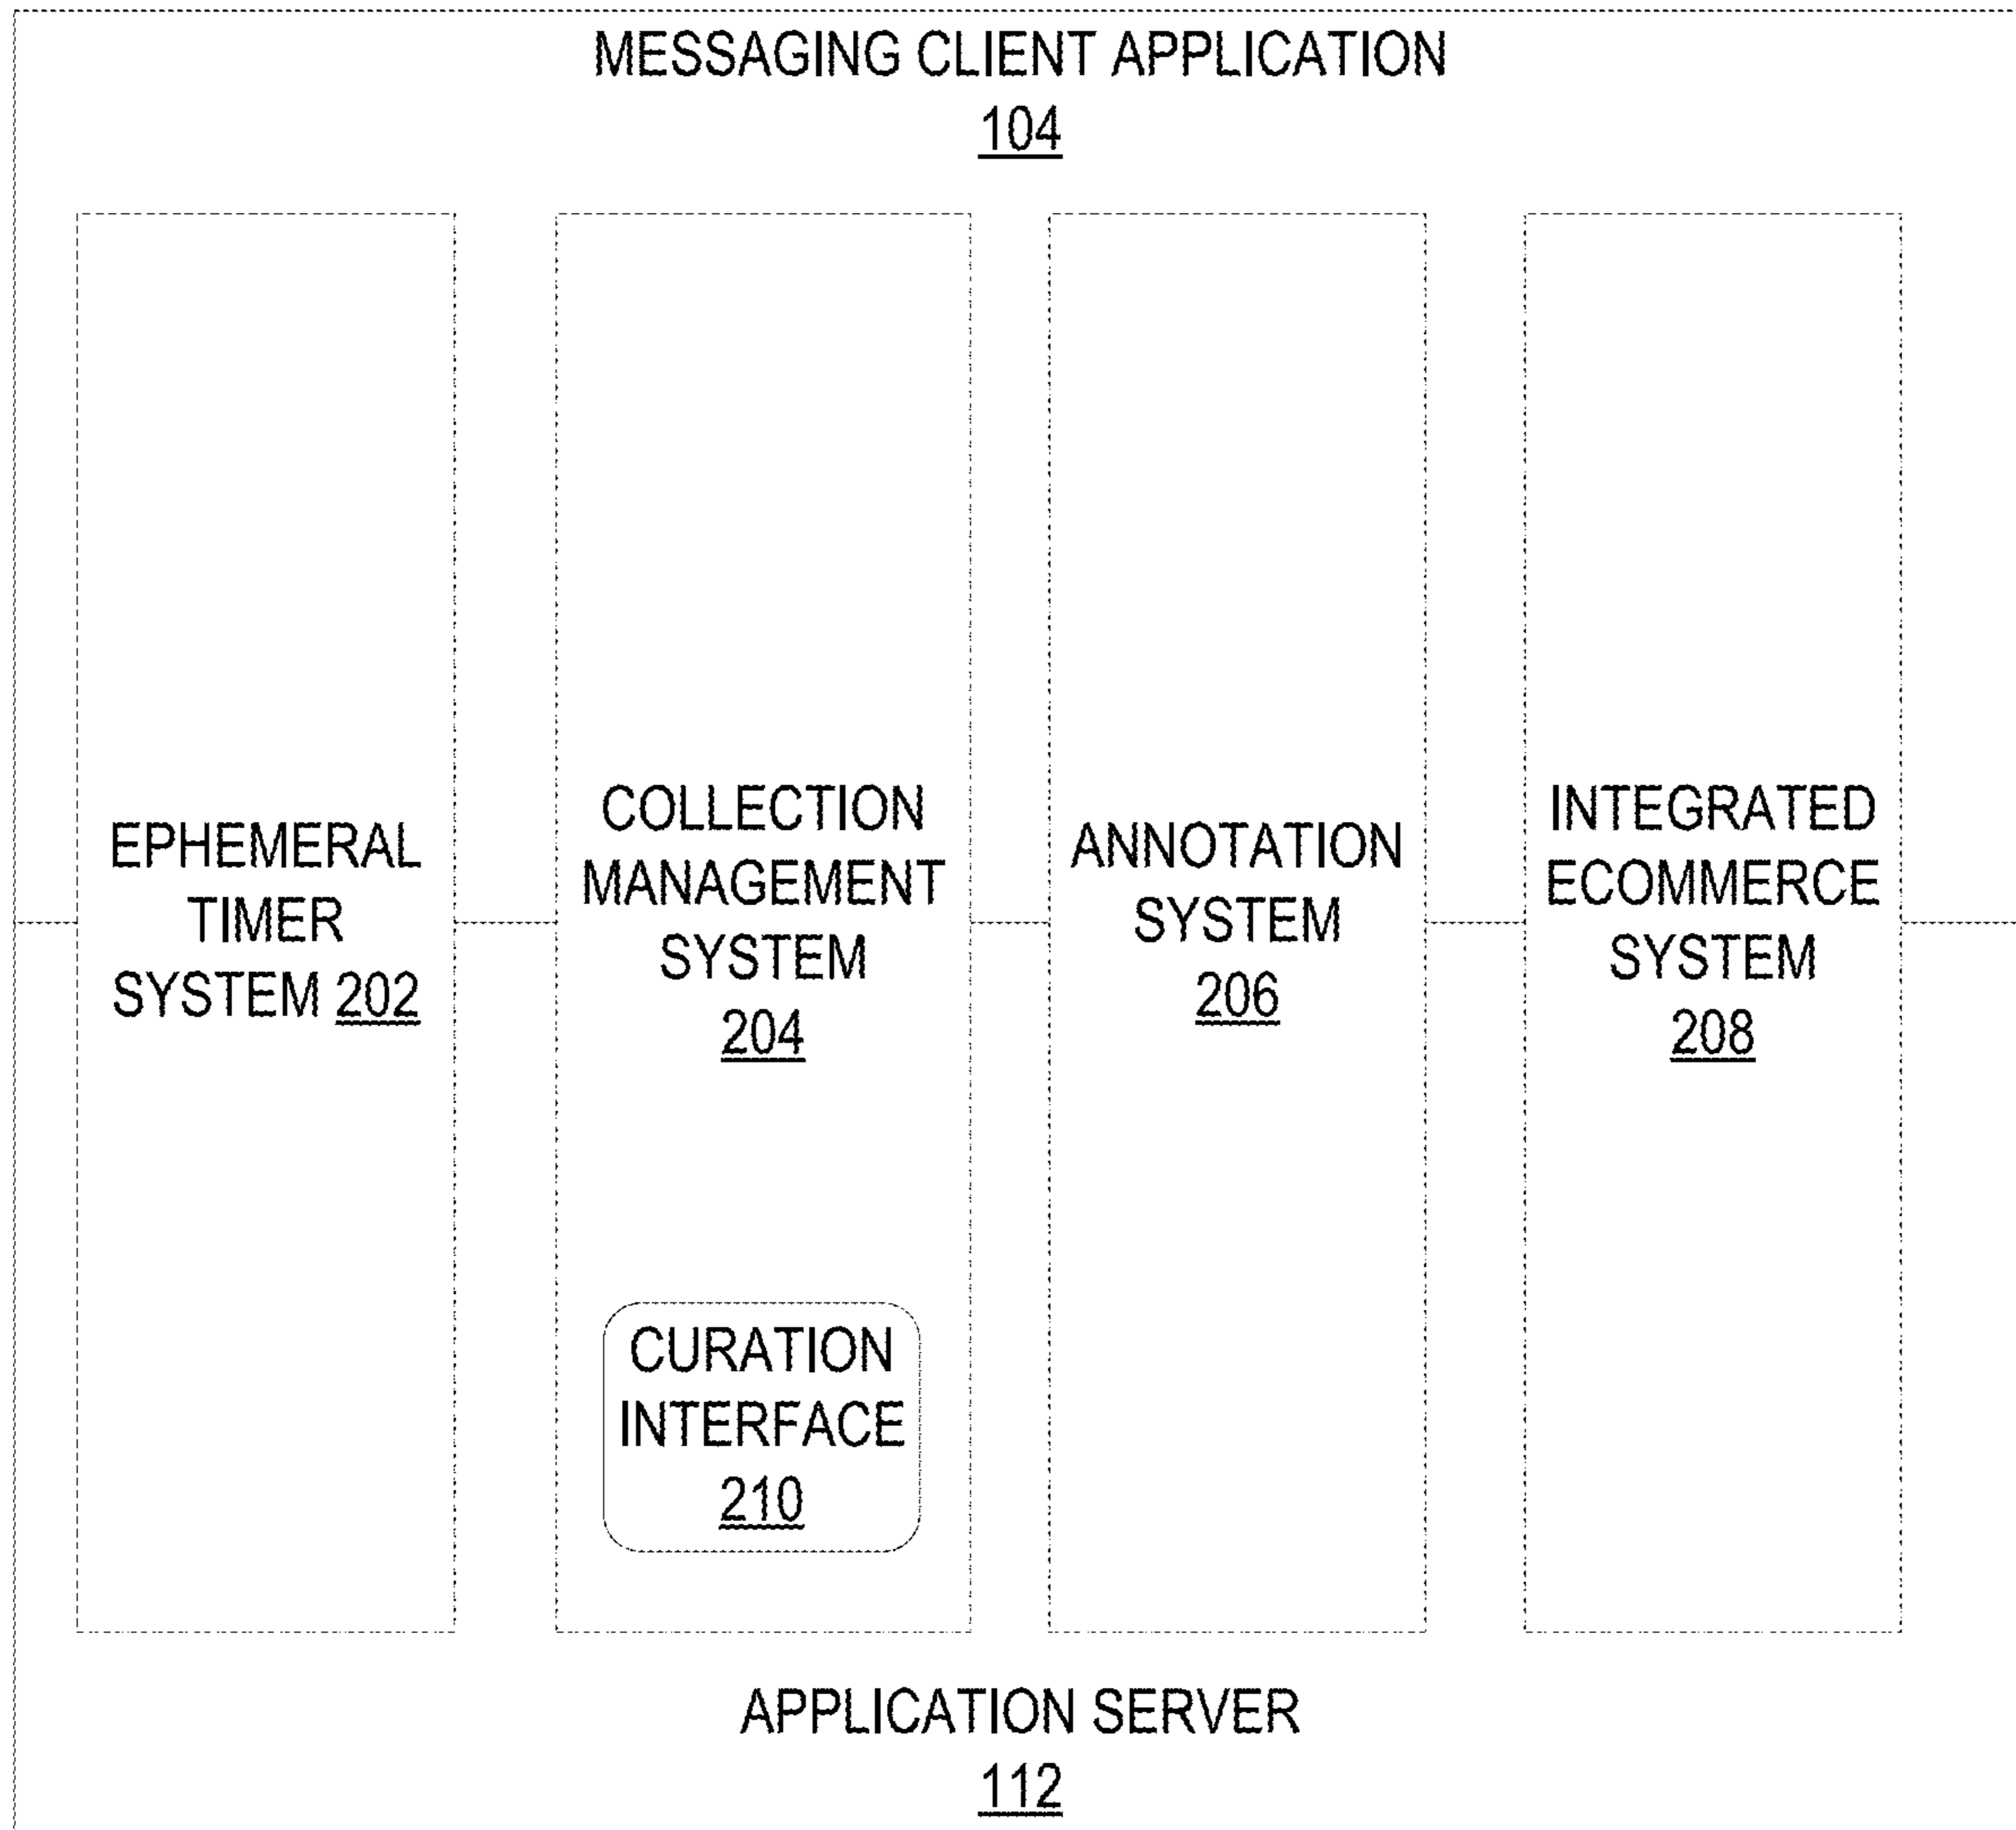 MESSAGING CLIENT APPLICATION
104
EPHEMERAL
TIMER
SYSTEM 202
COLLECTION
MANAGEMENT
SYSTEM
204
CURATION
INTERFACE
210
ANNOTATION
SYSTEM
206
INTEGRATED
ECOMMERCE
SYSTEM
208
APPLICATION SERVER
112